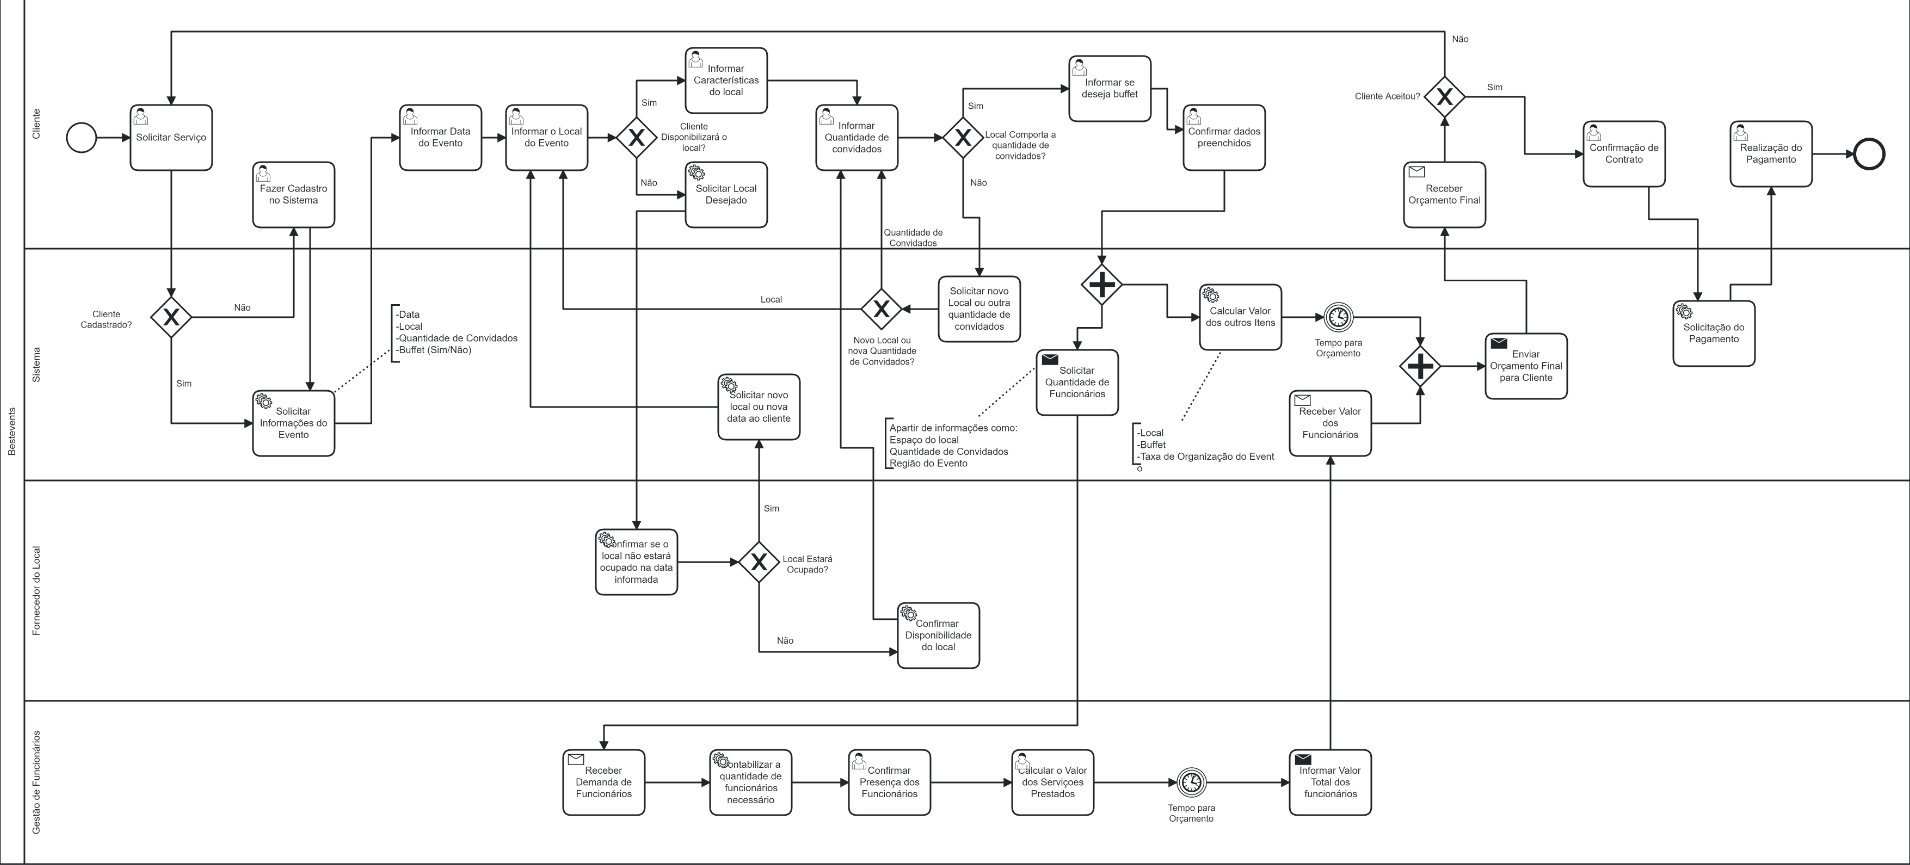 Bestevents
Cliente
Solicitar Serviço
Fazer Cadastro
no Sistema
Informar Data
do Evento
Informar o Local
do Evento
Cliente
Disponibilizará o
local?
Sim
Não
Informar
Características
do local
Solicitar Local
Desejado
Informar
Quantidade de
convidados
Local Comporta a
quantidade de
convidados?
Sim
Não
Informar se
deseja buffet
Confirmar dados
preenchidos
Cliente Aceitou?
Não
Sim
Receber
Orçamento Final
Confirmação de
Contrato
Realização do
Pagamento
Sistema
Cliente
Cadastrado?
Não
Sim
Solicitar
Informações do
Evento
-Data
-Local
-Quantidade de Convidados
-Buffet (Sim/Não)
Quantidade de
Convidados
Local
Novo Local ou
nova Quantidade
de Convidados?
Solicitar novo
Local ou outra
quantidade de
convidados
Solicitar novo
local ou nova
data ao cliente
Solicitar
Quantidade de
Funcionários
Apartir de informações como:
Espaço do local
Quantidade de Convidados
Região do Evento
Calcular Valor
dos outros Itens
-Local
-Buffet
-Taxa de Organização do Event
o
Tempo para
Orçamento
Receber Valor
dos
Funcionários
Enviar
Orçamento Final
para Cliente
Solicitação do
Pagamento
Fornecedor do Local
Confirmar se o
local não estará
ocupado na data
informada
Local Estará
Ocupado?
Sim
Não
Confirmar
Disponibilidade
do local
Gestão de Funcionários
Receber
Demanda de
Funcionários
Contabilizar a
quantidade de
funcionários
necessário
Confirmar
Presença dos
Funcionários
Calcular o Valor
dos Serviçoes
Prestados
Tempo para
Orçamento
Informar Valor
Total dos
funcionários